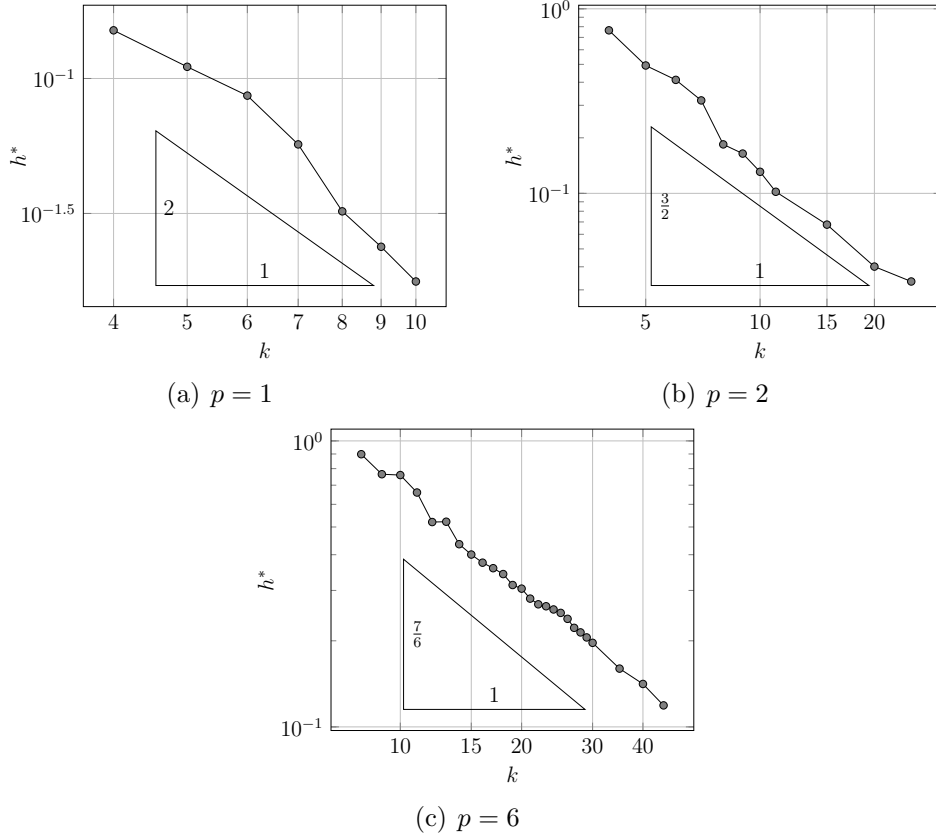 10^{-1}
10^{-1.5}
h^*
2
1
4 5 6 7 8 9 10
k
(a) p = 1
10^0
10^{-1}
h^*
\frac{3}{2}
1
5 10 15 20
k
(b) p = 2
10^0
10^{-1}
h^*
\frac{7}{6}
1
10 15 20 30 40
k
(c) p = 6